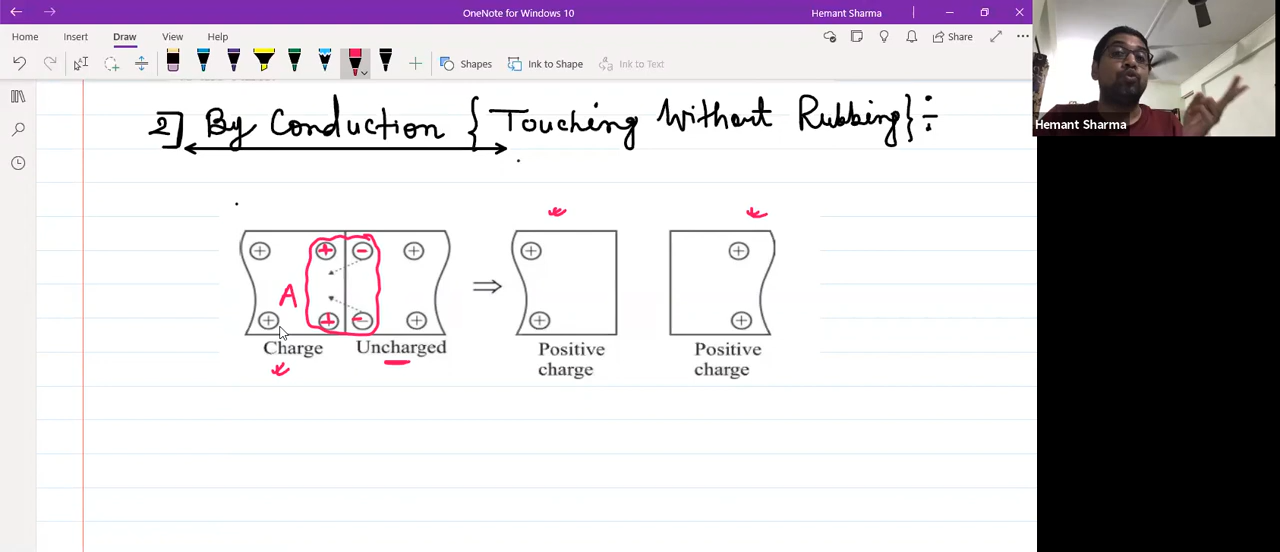 OneNote for Windows 10
Hemant Sharma
Home Insert Draw View Help
Share
Shapes Ink to Shape Ink to Text
2] By Conduction { Touching Without Rubbing} ÷
Hemant Sharma
+ + - +
A
+ + - +
Charge Uncharged
⇒
+ +
+ +
Positive charge
Positive charge